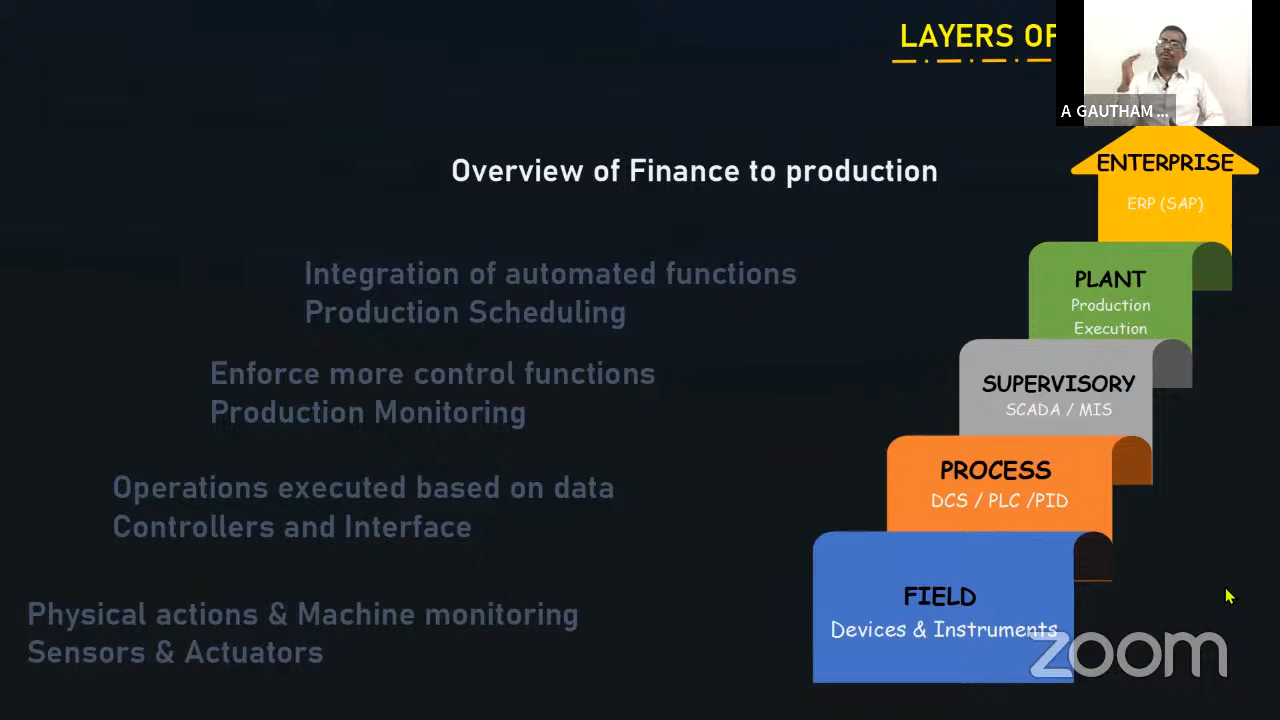 LAYERS OF
A GAUTHAM ...
Overview of Finance to production
ENTERPRISE
ERP (SAP)
Integration of automated functions
Production Scheduling
PLANT
Production
Execution
Enforce more control functions
Production Monitoring
SUPERVISORY
SCADA / MIS
Operations executed based on data
Controllers and Interface
PROCESS
DCS / PLC /PID
Physical actions & Machine monitoring
Sensors & Actuators
FIELD
Devices & Instruments
zoom